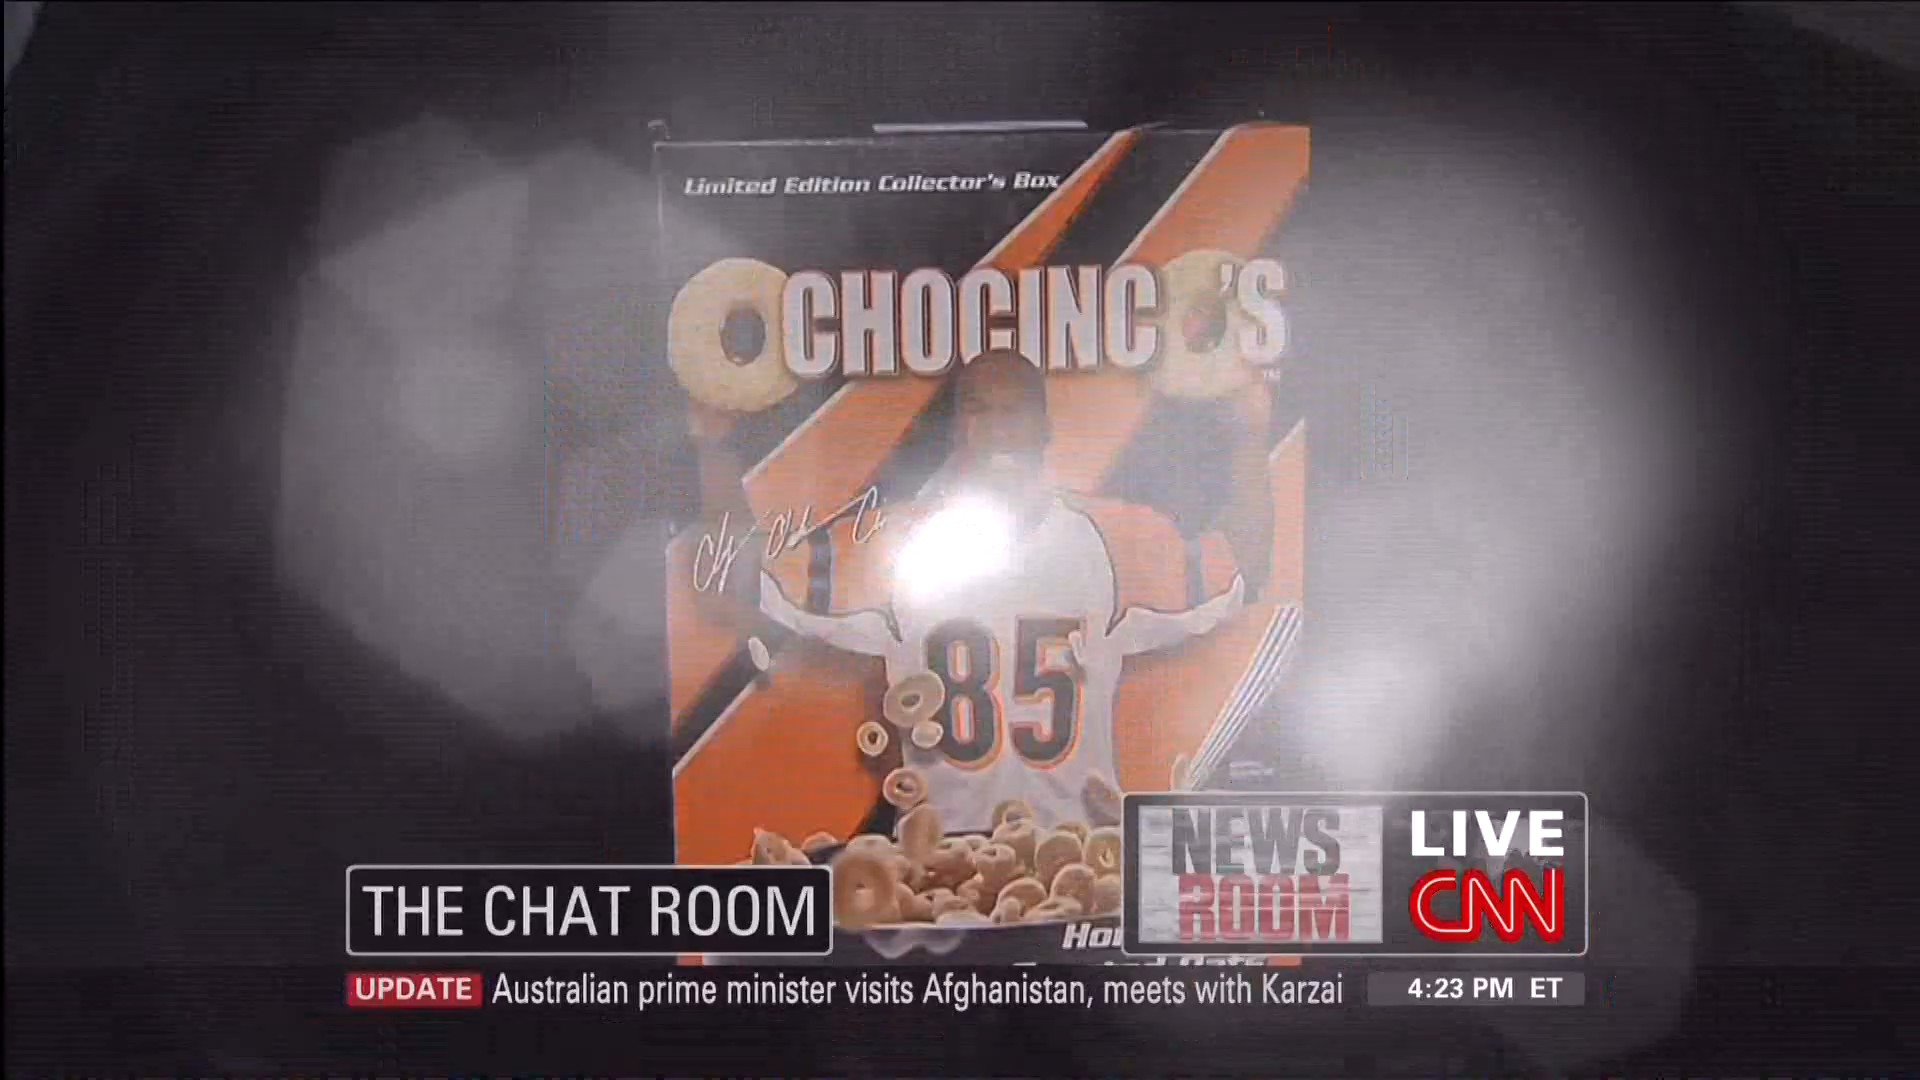 Limited Edition Collector's Box
OCHOCINCO'S
85
NEWS
ROOM
LIVE
CNN
THE CHAT ROOM
UPDATE Australian prime minister visits Afghanistan, meets with Karzai 4:23 PM ET